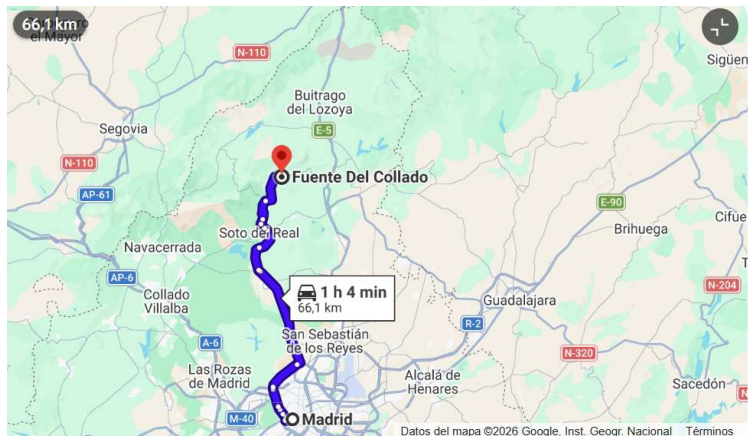 66,1 km
el Mayor
N-110
Sigüen
Buitrago
del Lozoya
Segovia
E-5
N-110
Fuente Del Collado
AP-61
E-90
Cifue
Soto del Real
Brihuega
Navacerrada
T
AP-6
N-204
Collado
Villalba
1 h 4 min
66,1 km
Guadalajara
R-2
San Sebastián
de los Reyes
A-6
N-320
Las Rozas
de Madrid
Alcalá de
Henares
Sacedón
M-40
Madrid
N
Datos del mapa ©2026 Google, Inst. Geogr. Nacional Términos